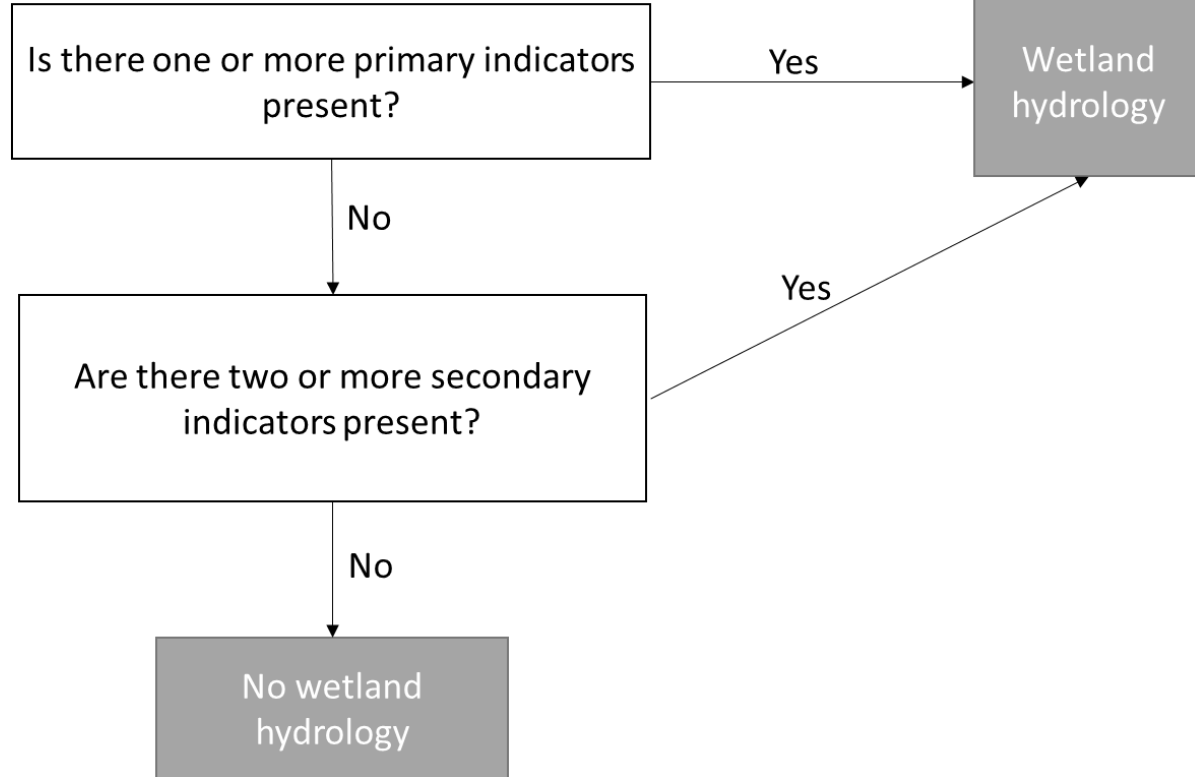 Is there one or more primary indicators
present?
Yes
Wetland
hydrology
No
Are there two or more secondary
indicators present?
Yes
No
No wetland
hydrology